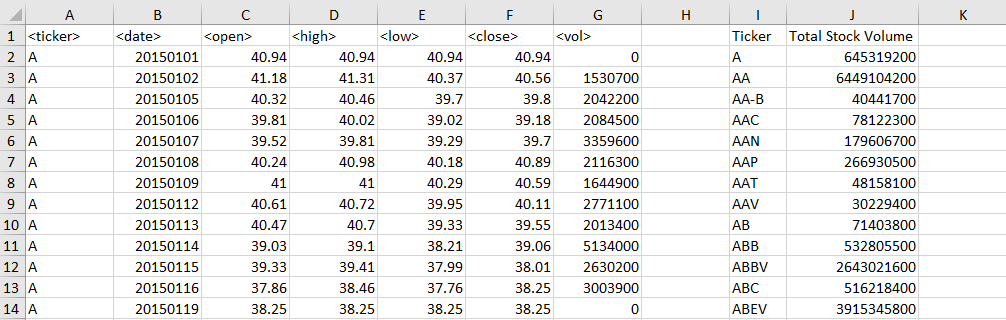 A B C D E F G H I J K
1 <ticker> <date> <open> <high> <low> <close> <vol> Ticker Total Stock Volume
2 A 20150101 40.94 40.94 40.94 40.94 0 A 645319200
3 A 20150102 41.18 41.31 40.37 40.56 1530700 AA 6449104200
4 A 20150105 40.32 40.46 39.7 39.8 2042200 AA-B 40441700
5 A 20150106 39.81 40.02 39.02 39.18 2084500 AAC 78122300
6 A 20150107 39.52 39.81 39.29 39.7 3359600 AAN 179606700
7 A 20150108 40.24 40.98 40.18 40.89 2116300 AAP 266930500
8 A 20150109 41 41 40.29 40.59 1644900 AAT 48158100
9 A 20150112 40.61 40.72 39.95 40.11 2771100 AAV 30229400
10 A 20150113 40.47 40.7 39.33 39.55 2013400 AB 71403800
11 A 20150114 39.03 39.1 38.21 39.06 5134000 ABB 532805500
12 A 20150115 39.33 39.41 37.99 38.01 2630200 ABBV 2643021600
13 A 20150116 37.86 38.46 37.76 38.25 3003900 ABC 516218400
14 A 20150119 38.25 38.25 38.25 38.25 0 ABEV 3915345800